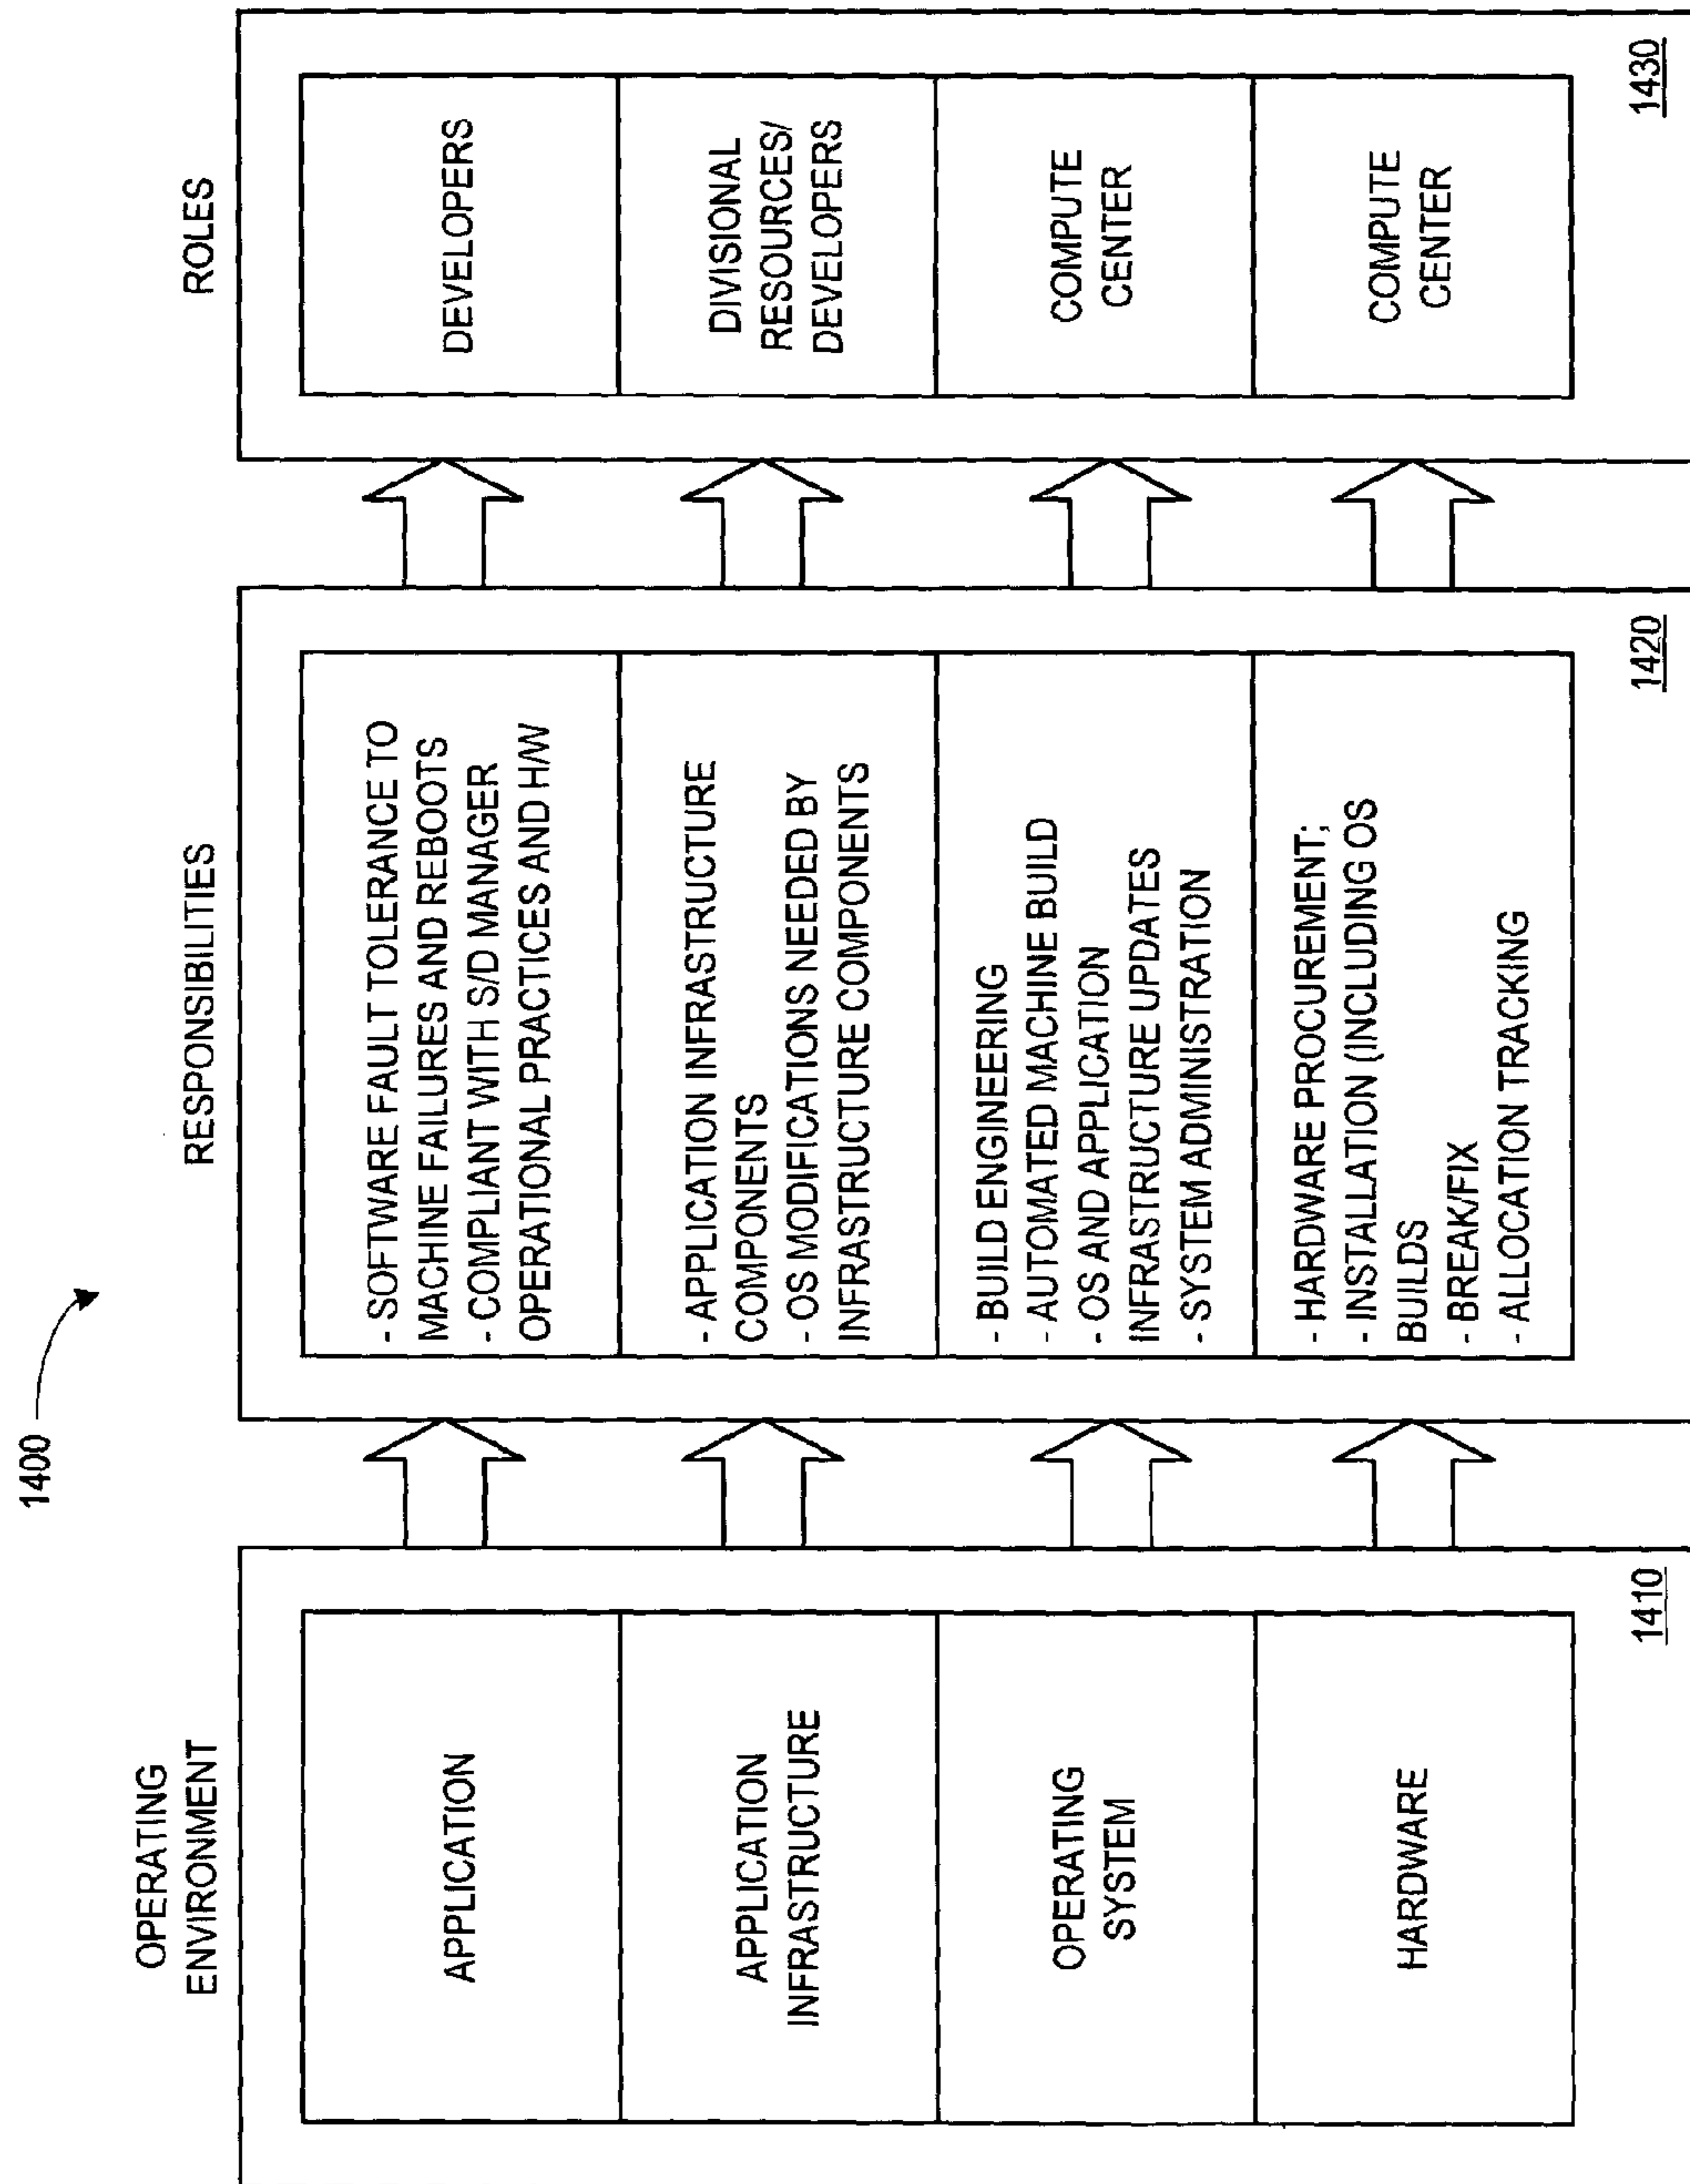 1400
OPERATING
ENVIRONMENT
APPLICATION
APPLICATION
INFRASTRUCTURE
OPERATING
SYSTEM
HARDWARE
1410
RESPONSIBILITIES
- SOFTWARE FAULT TOLERANCE TO
MACHINE FAILURES AND REBOOTS
- COMPLIANT WITH S/D MANAGER
OPERATIONAL PRACTICES AND H/W
- APPLICATION INFRASTRUCTURE
COMPONENTS
- OS MODIFICATIONS NEEDED BY
INFRASTRUCTURE COMPONENTS
- BUILD ENGINEERING
- AUTOMATED MACHINE BUILD
- OS AND APPLICATION
INFRASTRUCTURE UPDATES
- SYSTEM ADMINISTRATION
- HARDWARE PROCUREMENT;
- INSTALLATION (INCLUDING OS
BUILDS
- BREAK/FIX
- ALLOCATION TRACKING
1420
ROLES
DEVELOPERS
DIVISIONAL
RESOURCES/
DEVELOPERS
COMPUTE
CENTER
COMPUTE
CENTER
1430